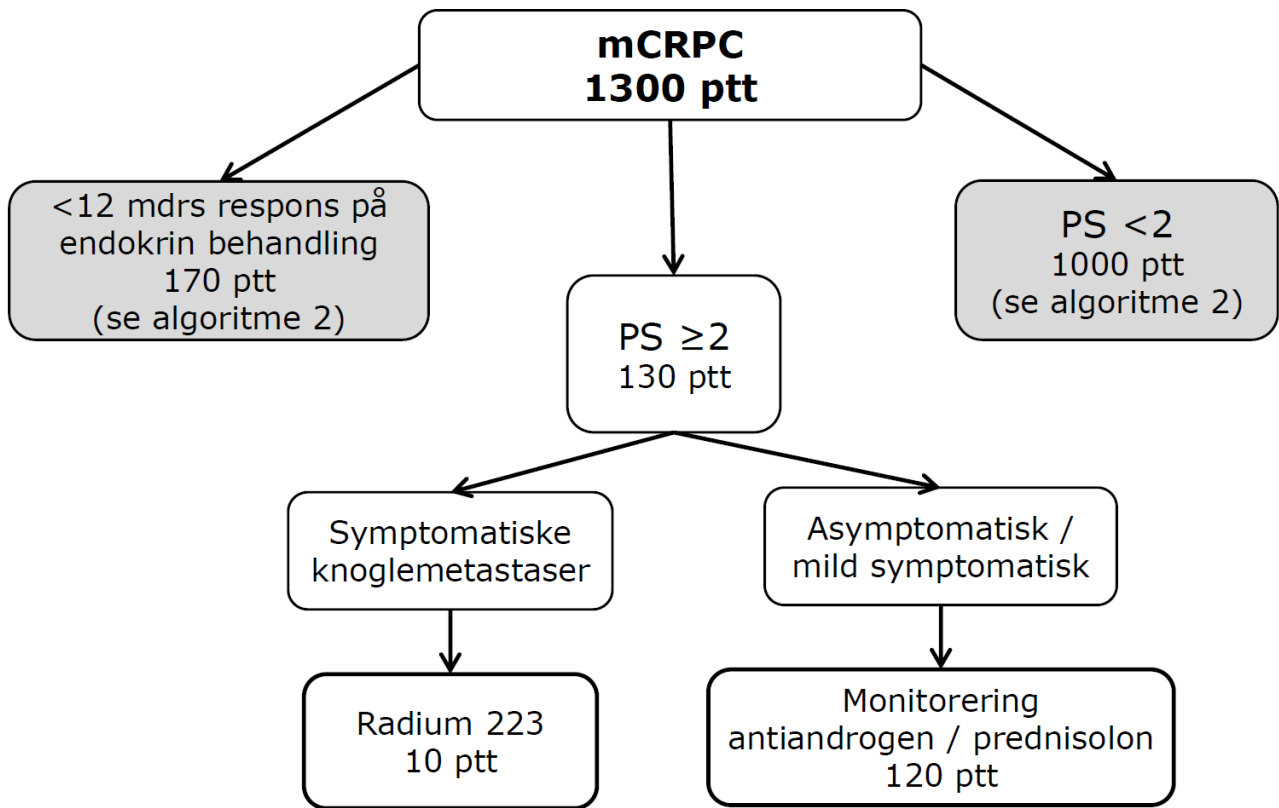 mCRPC
1300 ptt
<12 mdrs respons på
endokrin behandling
170 ptt
(se algoritme 2)
PS <2
1000 ptt
(se algoritme 2)
PS ≥2
130 ptt
Symptomatiske
knoglemetastaser
Asymptomatisk /
mild symptomatisk
Radium 223
10 ptt
Monitorering
antiandrogen / prednisolon
120 ptt